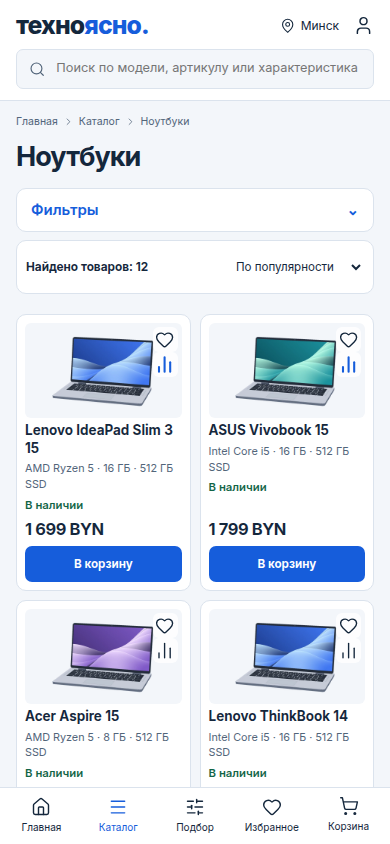 техноясно.
Минск
Поиск по модели, артикулу или характеристика
Главная > Каталог > Ноутбуки
Ноутбуки
Фильтры
Найдено товаров: 12
По популярности
Lenovo IdeaPad Slim 3
15
AMD Ryzen 5 · 16 ГБ · 512 ГБ
SSD
В наличии
1 699 BYN
В корзину
ASUS Vivobook 15
Intel Core i5 · 16 ГБ · 512 ГБ
SSD
В наличии
1 799 BYN
В корзину
Acer Aspire 15
AMD Ryzen 5 · 8 ГБ · 512 ГБ
SSD
В наличии
Lenovo ThinkBook 14
Intel Core i5 · 16 ГБ · 512 ГБ
SSD
В наличии
Главная
Каталог
Подбор
Избранное
Корзина